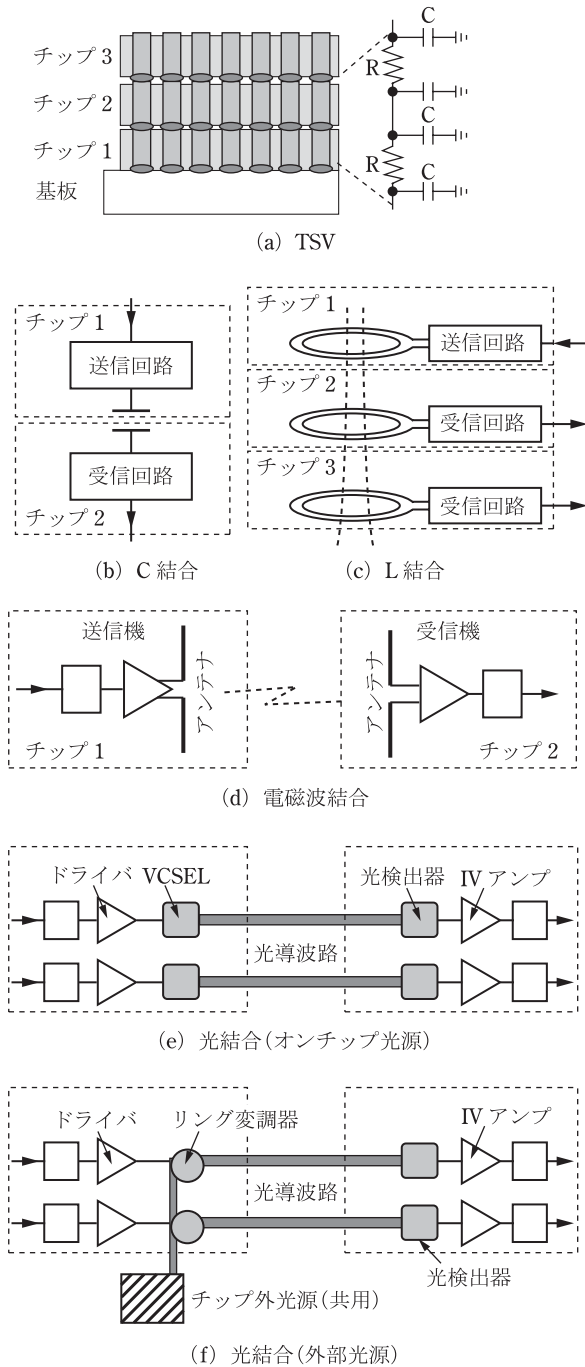 チップ 3
チップ 2
チップ 1
基板
C
R
C
C
R
C
(a) TSV
チップ 1
送信回路
受信回路
チップ 2
(b) C 結合
チップ 1
送信回路
チップ 2
受信回路
チップ 3
受信回路
(c) L 結合
送信機
アンテナ
チップ 1
受信機
アンテナ
チップ 2
(d) 電磁波結合
ドライバ VCSEL
光検出器 IV アンプ
光導波路
(e) 光結合(オンチップ光源)
ドライバ リング変調器
IV アンプ
光導波路
光検出器
チップ外光源(共用)
(f) 光結合(外部光源)